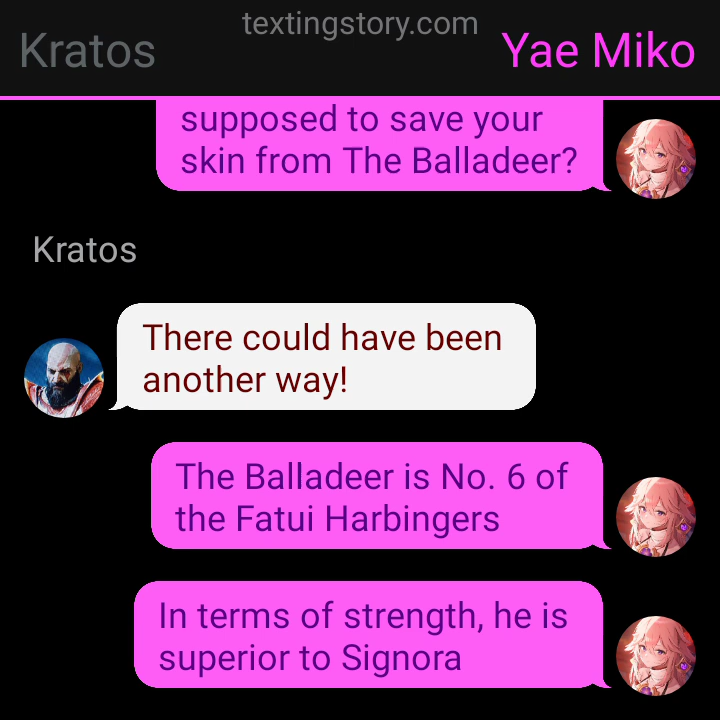 textingstory.com
Kratos
Yae Miko
supposed to save your
skin from The Balladeer?
Kratos
There could have been
another way!
The Balladeer is No. 6 of
the Fatui Harbingers
In terms of strength, he is
superior to Signora